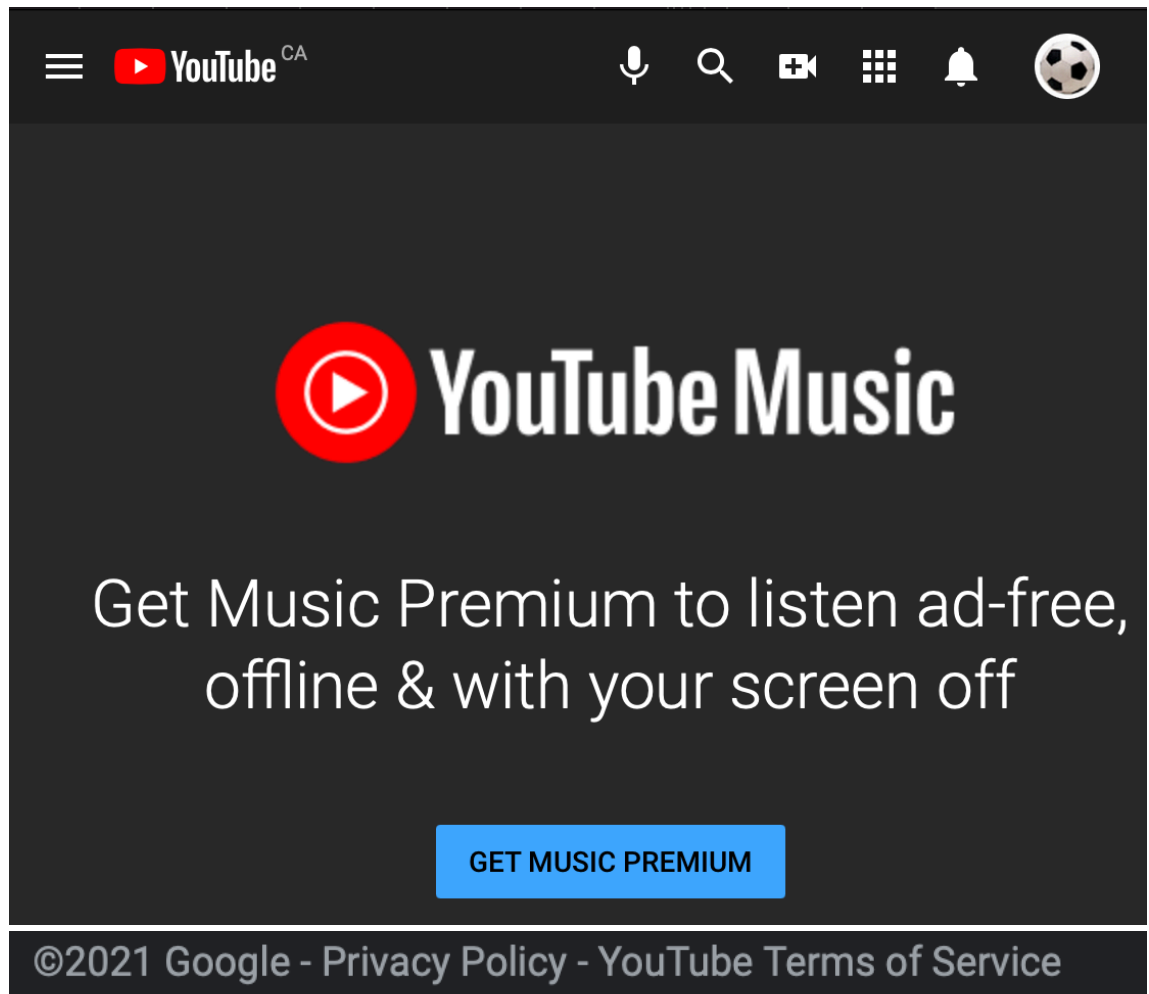 YouTube CA
YouTube Music
Get Music Premium to listen ad-free,
offline & with your screen off
GET MUSIC PREMIUM
©2021 Google - Privacy Policy - YouTube Terms of Service